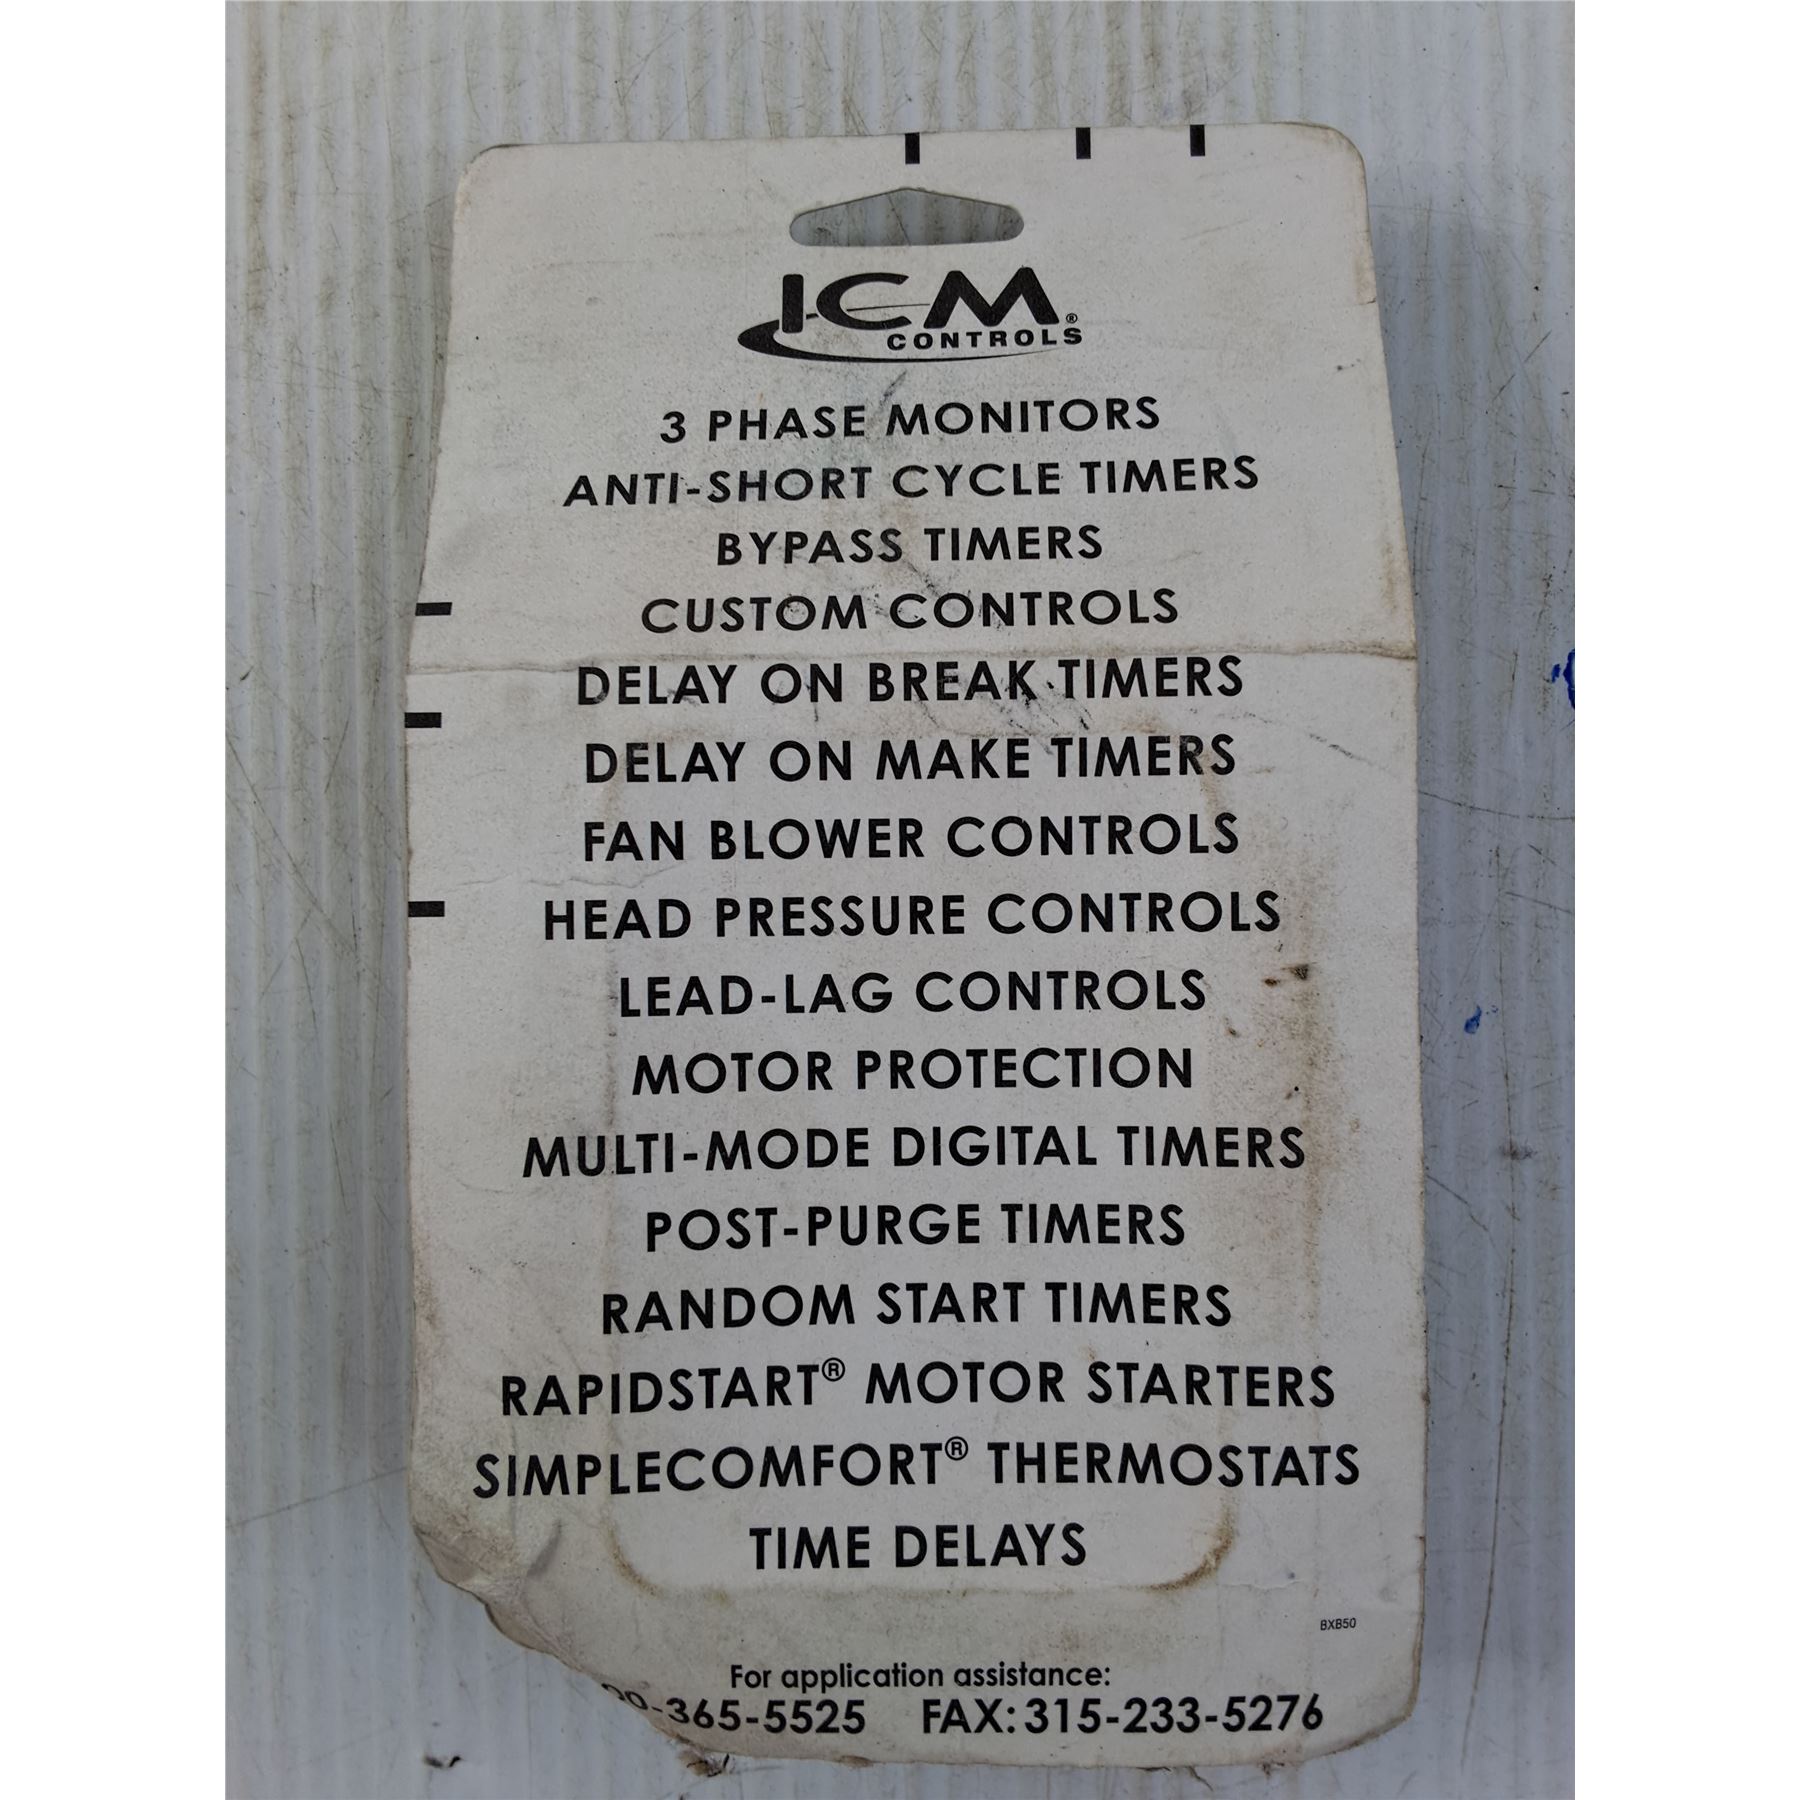 ICM®
CONTROLS
3 PHASE MONITORS
ANTI-SHORT CYCLE TIMERS
BYPASS TIMERS
CUSTOM CONTROLS
DELAY ON BREAK TIMERS
DELAY ON MAKE TIMERS
FAN BLOWER CONTROLS
HEAD PRESSURE CONTROLS
LEAD-LAG CONTROLS
MOTOR PROTECTION
MULTI-MODE DIGITAL TIMERS
POST-PURGE TIMERS
RANDOM START TIMERS
RAPIDSTART® MOTOR STARTERS
SIMPLECOMFORT® THERMOSTATS
TIME DELAYS
BXB50
For application assistance:
00-365-5525 FAX: 315-233-5276